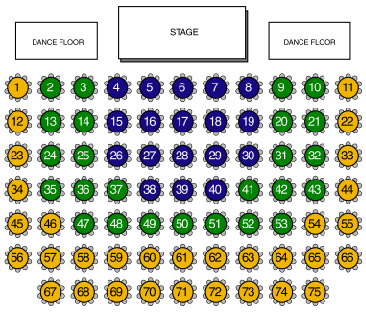 STAGE
DANCE FLOOR DANCE FLOOR
1 2 3 4 5 6 7 8 9 10 11
12 13 14 15 16 17 18 19 20 21 22
23 24 25 26 27 28 29 30 31 32 33
34 35 36 37 38 39 40 41 42 43 44
45 46 47 48 49 50 51 52 53 54 55
56 57 58 59 60 61 62 63 64 65 66
67 68 69 70 71 72 73 74 75